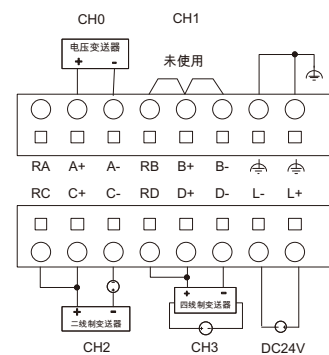 CH0 CH1
电压变送器
+ -
未使用
RA A+ A- RB B+ B-
RC C+ C- RD D+ D- L- L+
+ -
二线制变送器
+ -
四线制变送器
CH2 CH3 DC24V